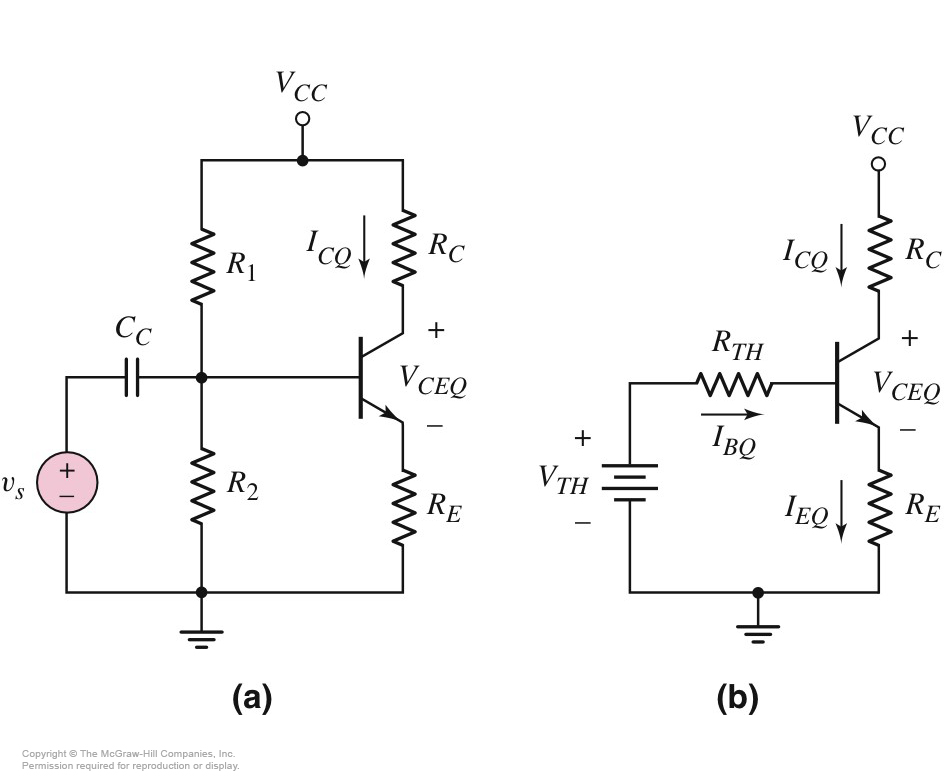 V_CC
I_CQ
R_C
R_1
C_C
+
V_CEQ
–
+
–
v_s
R_2
R_E
(a)
V_CC
I_CQ
R_C
R_TH
+
V_CEQ
–
I_BQ
+
V_TH
–
I_EQ
R_E
(b)
Copyright © The McGraw-Hill Companies, Inc.
Permission required for reproduction or display.